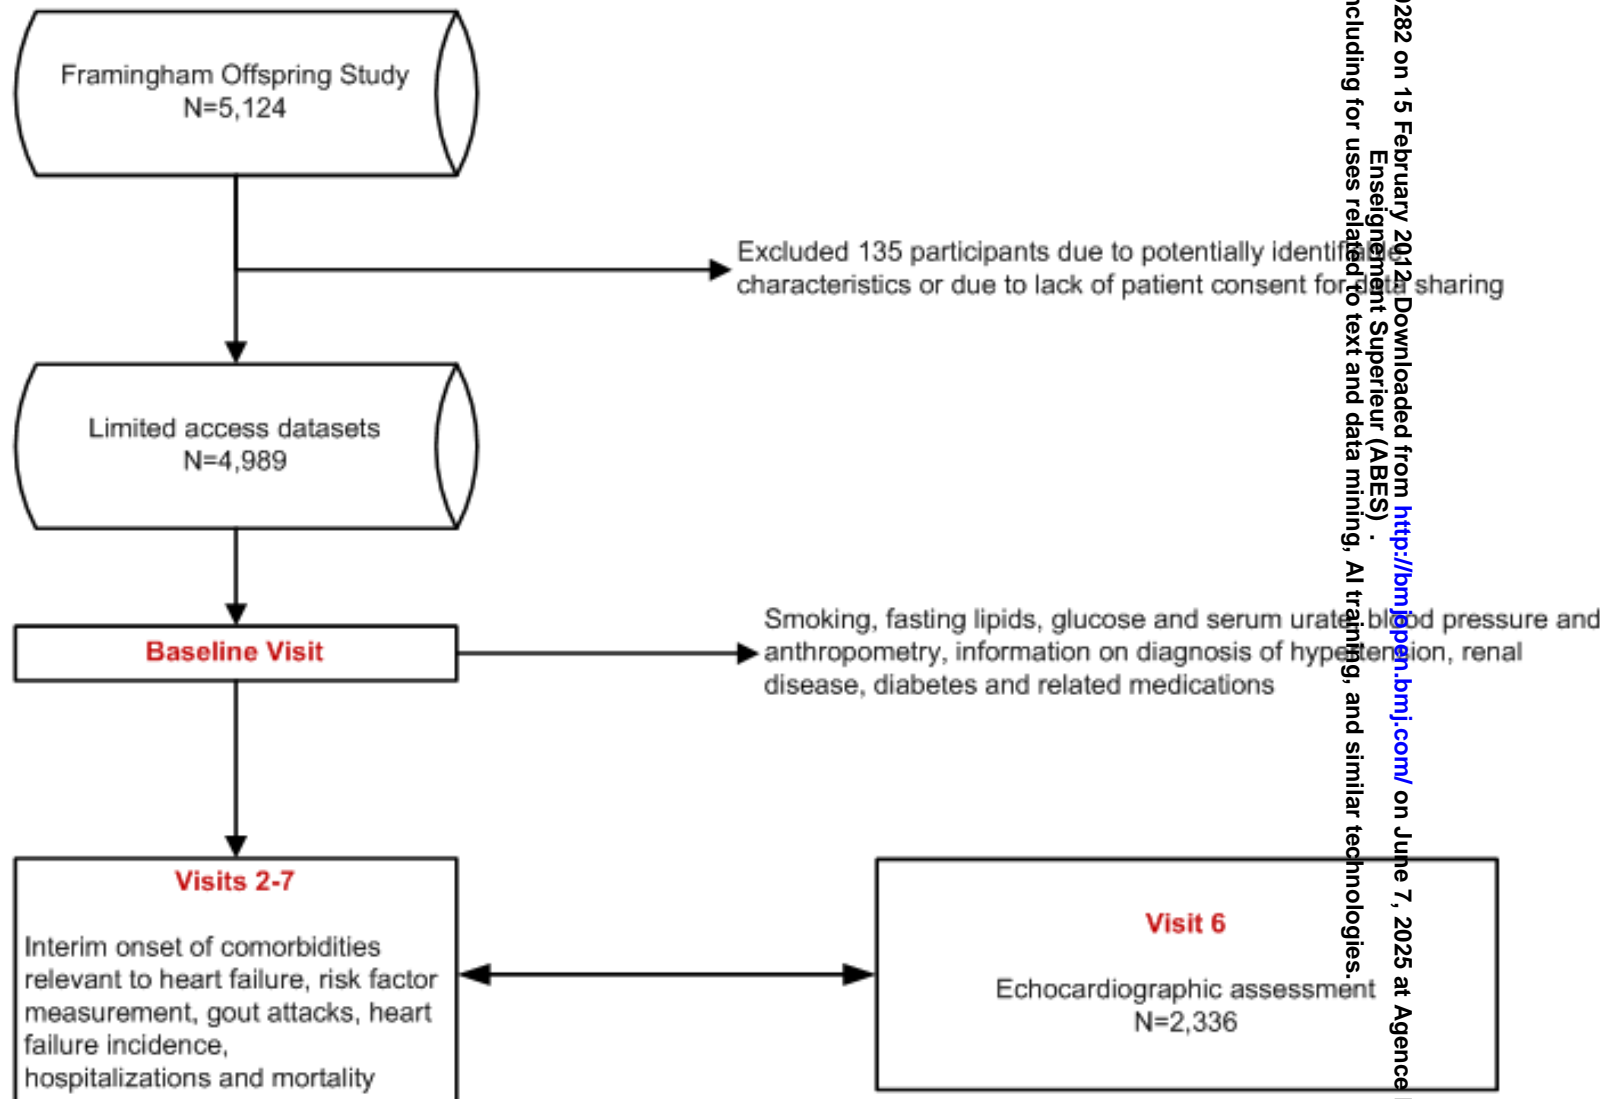 Framingham Offspring Study
N=5,124
Excluded 135 participants due to potentially identifiable
characteristics or due to lack of patient consent for data sharing
Limited access datasets
N=4,989
Baseline Visit
Smoking, fasting lipids, glucose and serum urate, blood pressure and
anthropometry, information on diagnosis of hypertension, renal
disease, diabetes and related medications
Visits 2-7
Interim onset of comorbidities
relevant to heart failure, risk factor
measurement, gout attacks, heart
failure incidence,
hospitalizations and mortality
Visit 6
Echocardiographic assessment
N=2,336
0282 on 15 February 2012. Downloaded from http://bmjopen.bmj.com/ on June 7, 2025 at Agence
Enseignement Superieur (ABES) .
including for uses related to text and data mining, AI training, and similar technologies.